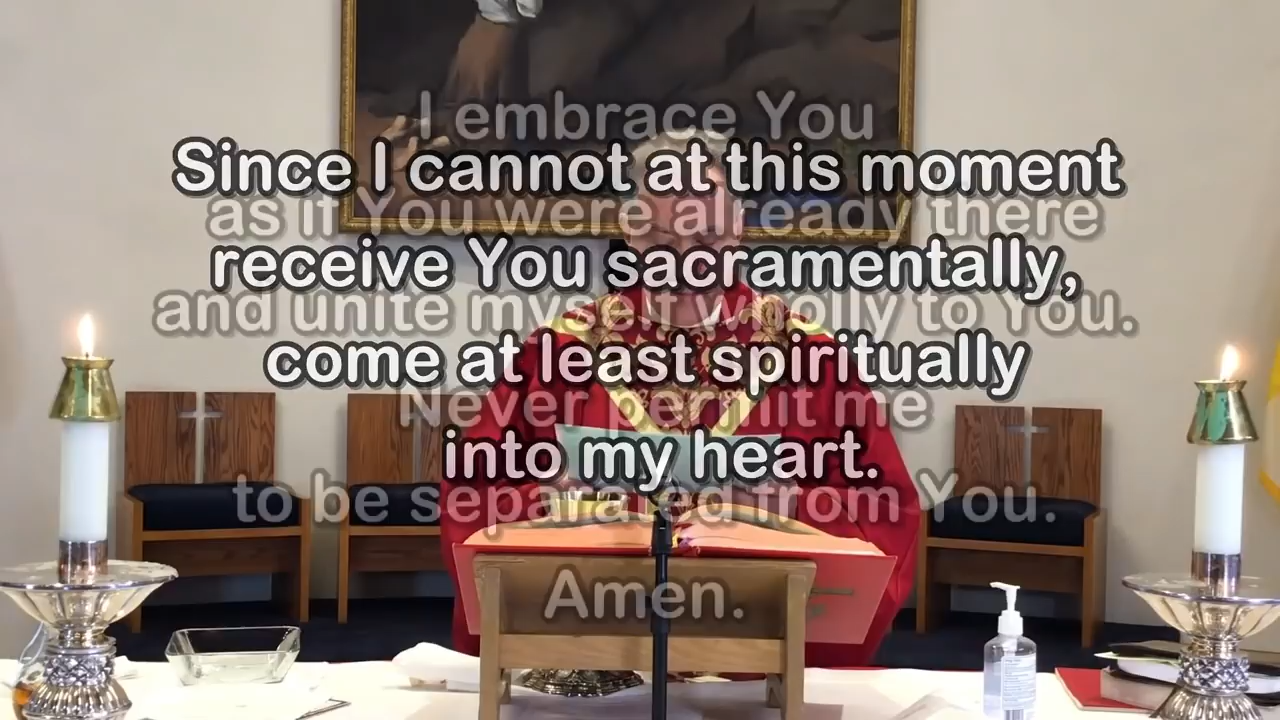 Since I cannot at this moment
receive You sacramentally,
come at least spiritually
into my heart.
I embrace You
as if You were already there
and unite myself wholly to You.
Never permit me
to be separated from You.
Amen.